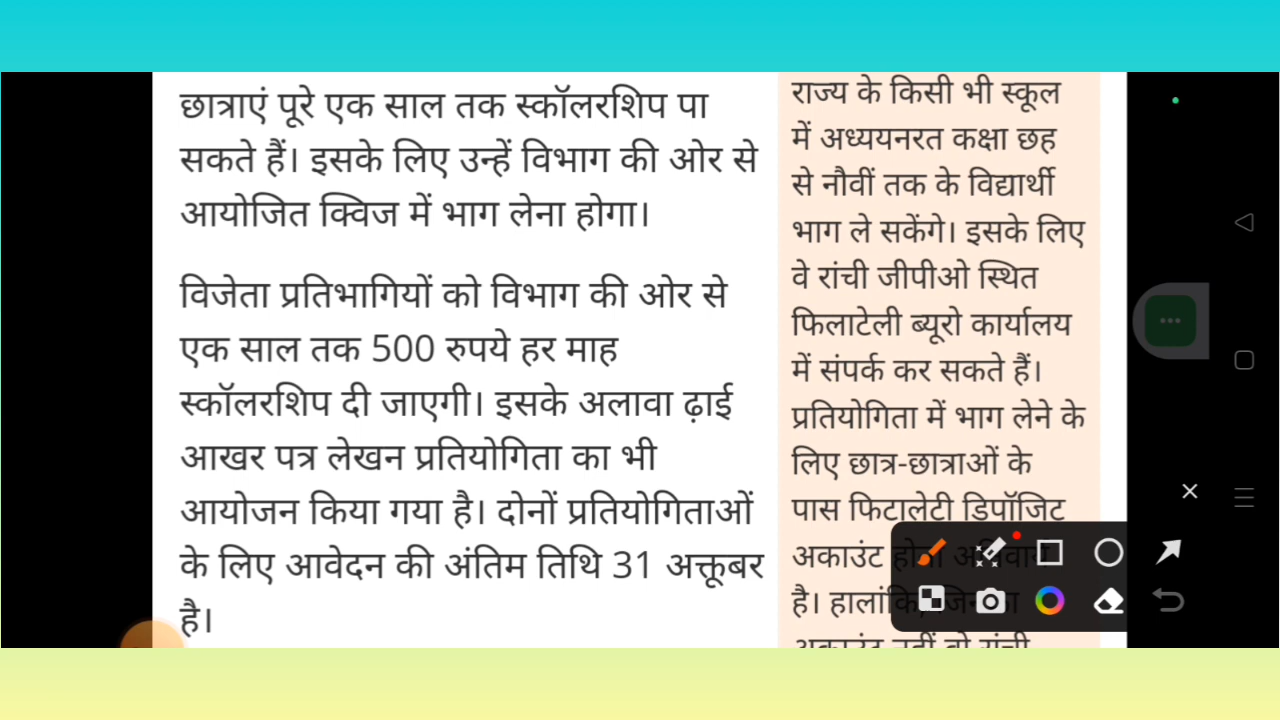 छात्राएं पूरे एक साल तक स्कॉलरशिप पा
सकते हैं। इसके लिए उन्हें विभाग की ओर से
आयोजित क्विज में भाग लेना होगा।
विजेता प्रतिभागियों को विभाग की ओर से
एक साल तक 500 रुपये हर माह
स्कॉलरशिप दी जाएगी। इसके अलावा ढ़ाई
आखर पत्र लेखन प्रतियोगिता का भी
आयोजन किया गया है। दोनों प्रतियोगिताओं
के लिए आवेदन की अंतिम तिथि 31 अक्तूबर
है।
राज्य के किसी भी स्कूल
में अध्ययनरत कक्षा छह
से नौवीं तक के विद्यार्थी
भाग ले सकेंगे। इसके लिए
वे रांची जीपीओ स्थित
फिलाटेली ब्यूरो कार्यालय
में संपर्क कर सकते हैं।
प्रतियोगिता में भाग लेने के
लिए छात्र-छात्राओं के
पास फिटालेटी डिपॉजिट
अकाउंट
है।